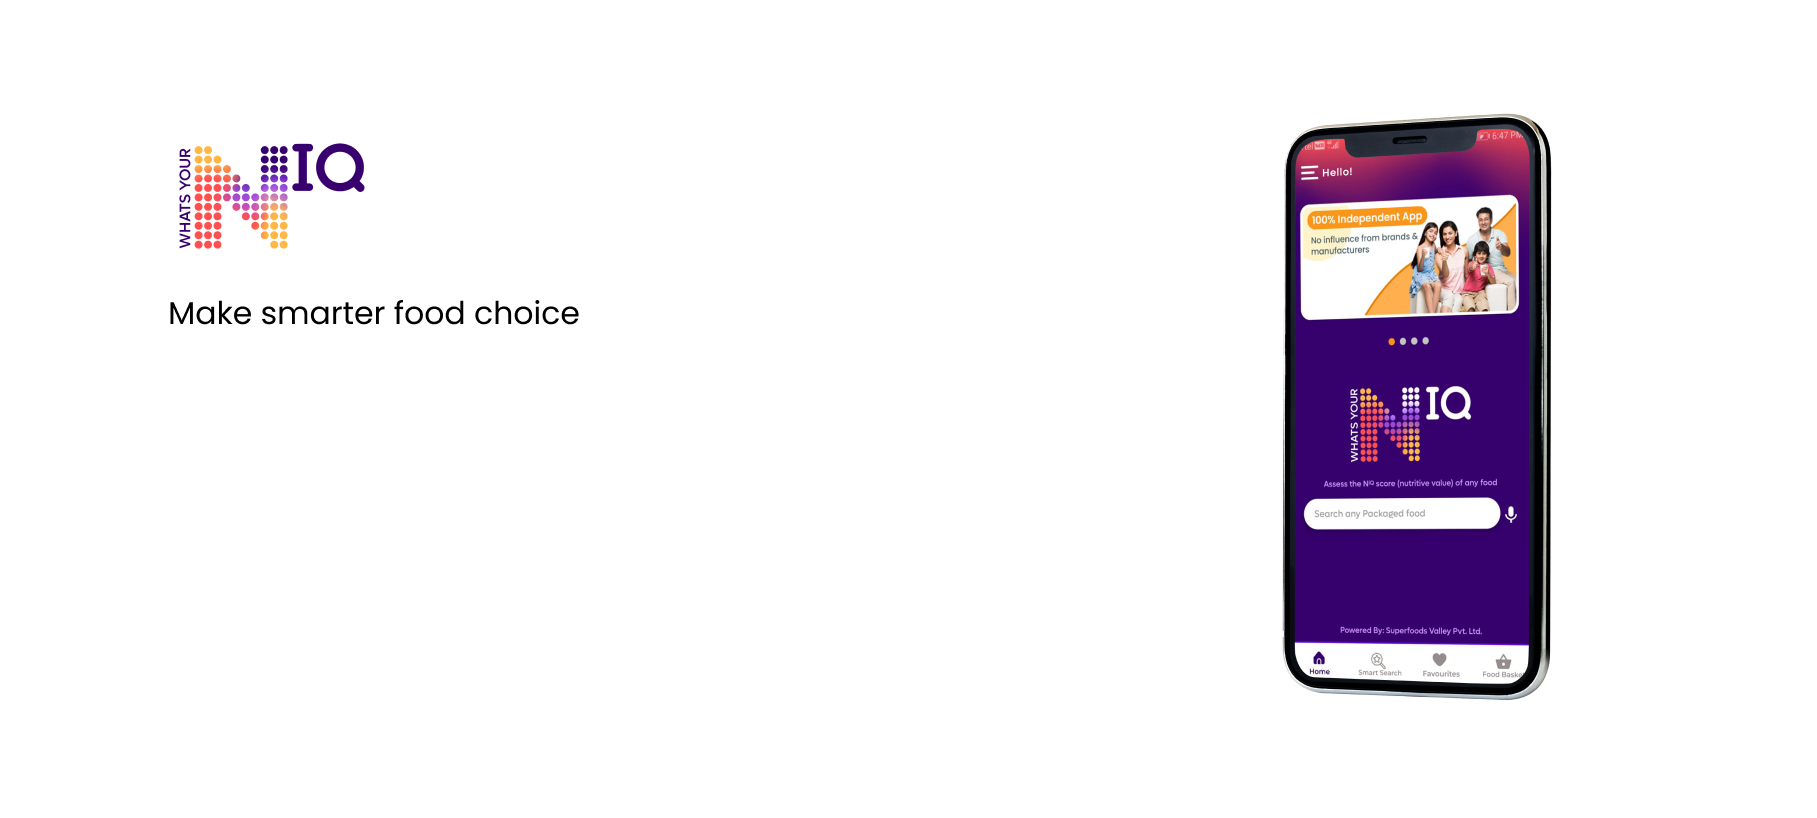 WHATS YOUR
N IQ
Make smarter food choice
6:47 PM
Hello!
100% Independent App
No influence from brands &
manufacturers
WHATS YOUR
N IQ
Assess the NIQ score (nutritive value) of any food
Search any Packaged food
Powered By: Superfoods Valley Pvt. Ltd.
Home Smart Search Favourites Food Baske